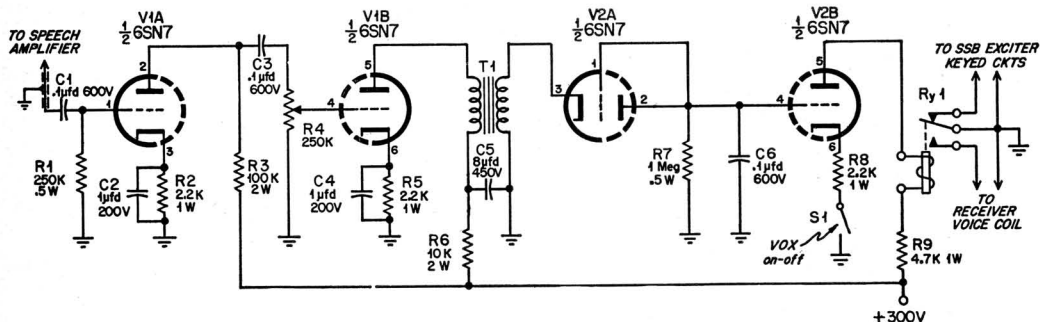 V1A
½ 6SN7
V1B
½ 6SN7
V2A
½ 6SN7
V2B
½ 6SN7
TO SPEECH
AMPLIFIER
C1
.1µfd 600V
1
2
3
R1
250K
.5W
C2
1µfd
200V
R2
2.2K
1W
C3
.1µfd
600V
R3
100K
2W
R4
250K
4
5
6
C4
1µfd
200V
R5
2.2K
1W
T1
C5
8µfd
450V
R6
10K
2W
3
1
2
R7
1 Meg
.5W
C6
.1µfd
600V
4
5
6
R8
2.2K
1W
S1
VOX
on-off
TO SSB EXCITER
KEYED CKTS
Ry 1
TO
RECEIVER
VOICE COIL
R9
4.7K 1W
+300V